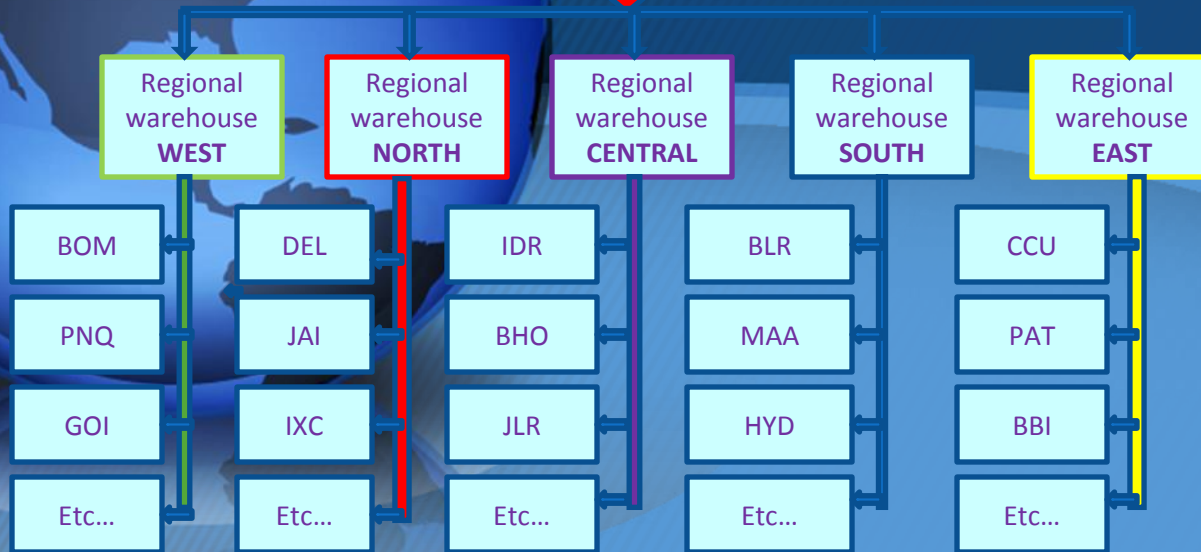 Regional
warehouse
WEST
Regional
warehouse
NORTH
Regional
warehouse
CENTRAL
Regional
warehouse
SOUTH
Regional
warehouse
EAST
BOM
DEL
IDR
BLR
CCU
PNQ
JAI
BHO
MAA
PAT
GOI
IXC
JLR
HYD
BBI
Etc...
Etc...
Etc...
Etc...
Etc...